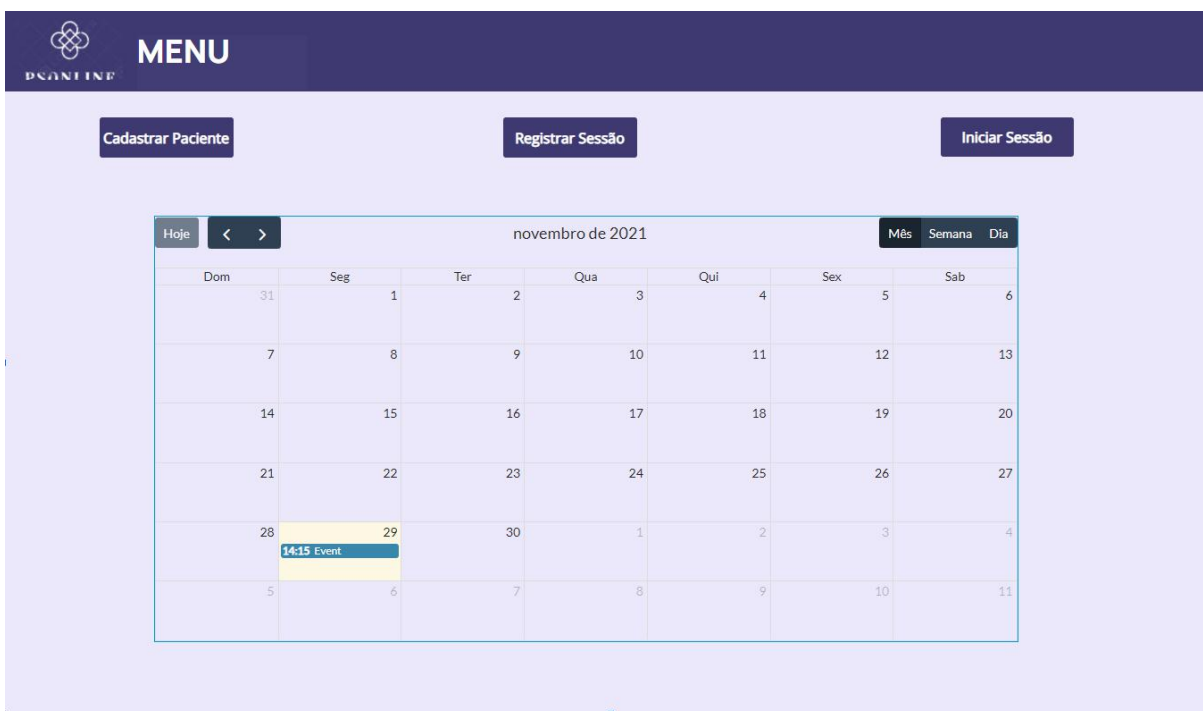 PSONLINE
MENU
Cadastrar Paciente Registrar Sessão Iniciar Sessão
Hoje novembro de 2021 Mês Semana Dia
Dom Seg Ter Qua Qui Sex Sab
31 1 2 3 4 5 6
7 8 9 10 11 12 13
14 15 16 17 18 19 20
21 22 23 24 25 26 27
28 29 30 1 2 3 4
14:15 Event
5 6 7 8 9 10 11